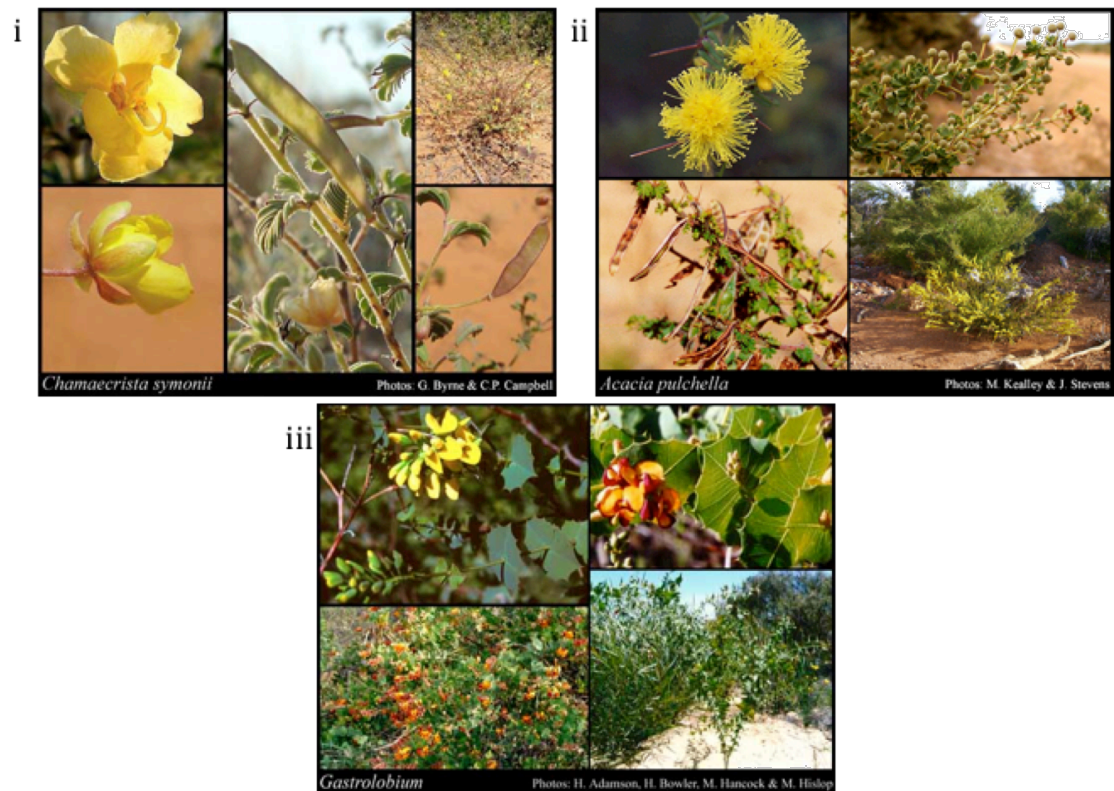 i
ii
Chamaecrista symonii
Photos: G. Byrne & C.P. Campbell
Acacia pulchella
Photos: M. Kealley & J. Stevens
iii
Gastrolobium
Photos: H. Adamson, H. Bowler, M. Hancock & M. Hislop